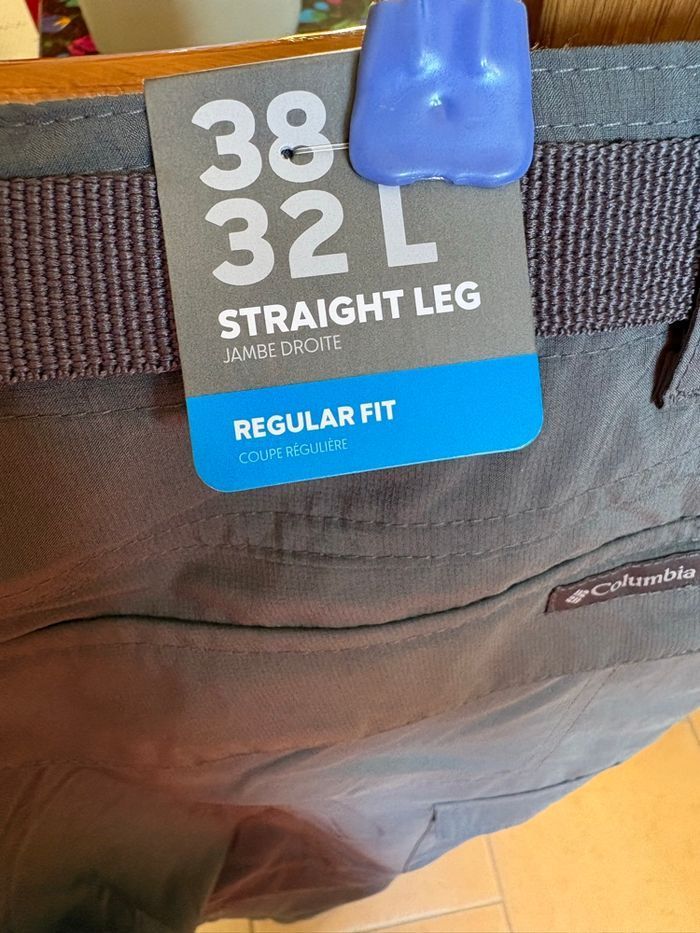 38
32 L
STRAIGHT LEG
JAMBE DROITE
REGULAR FIT
COUPE RÉGULIÈRE
Columbia